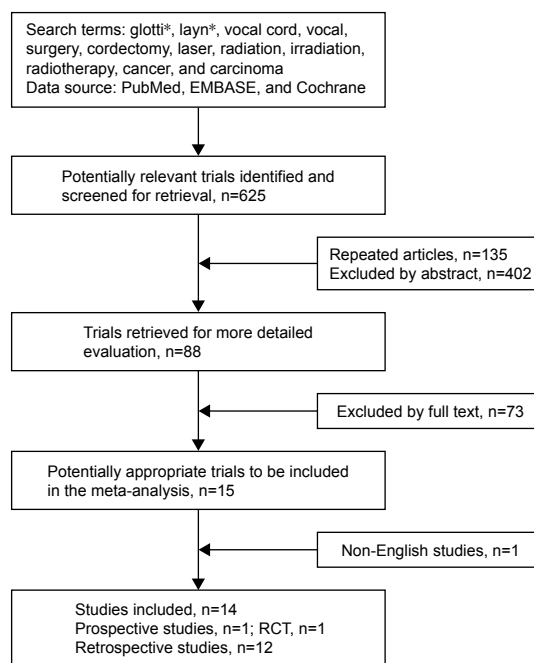 Search terms: glotti*, layn*, vocal cord, vocal,
surgery, cordectomy, laser, radiation, irradiation,
radiotherapy, cancer, and carcinoma
Data source: PubMed, EMBASE, and Cochrane
Potentially relevant trials identified and
screened for retrieval, n=625
Repeated articles, n=135
Excluded by abstract, n=402
Trials retrieved for more detailed
evaluation, n=88
Excluded by full text, n=73
Potentially appropriate trials to be included
in the meta-analysis, n=15
Non-English studies, n=1
Studies included, n=14
Prospective studies, n=1; RCT, n=1
Retrospective studies, n=12